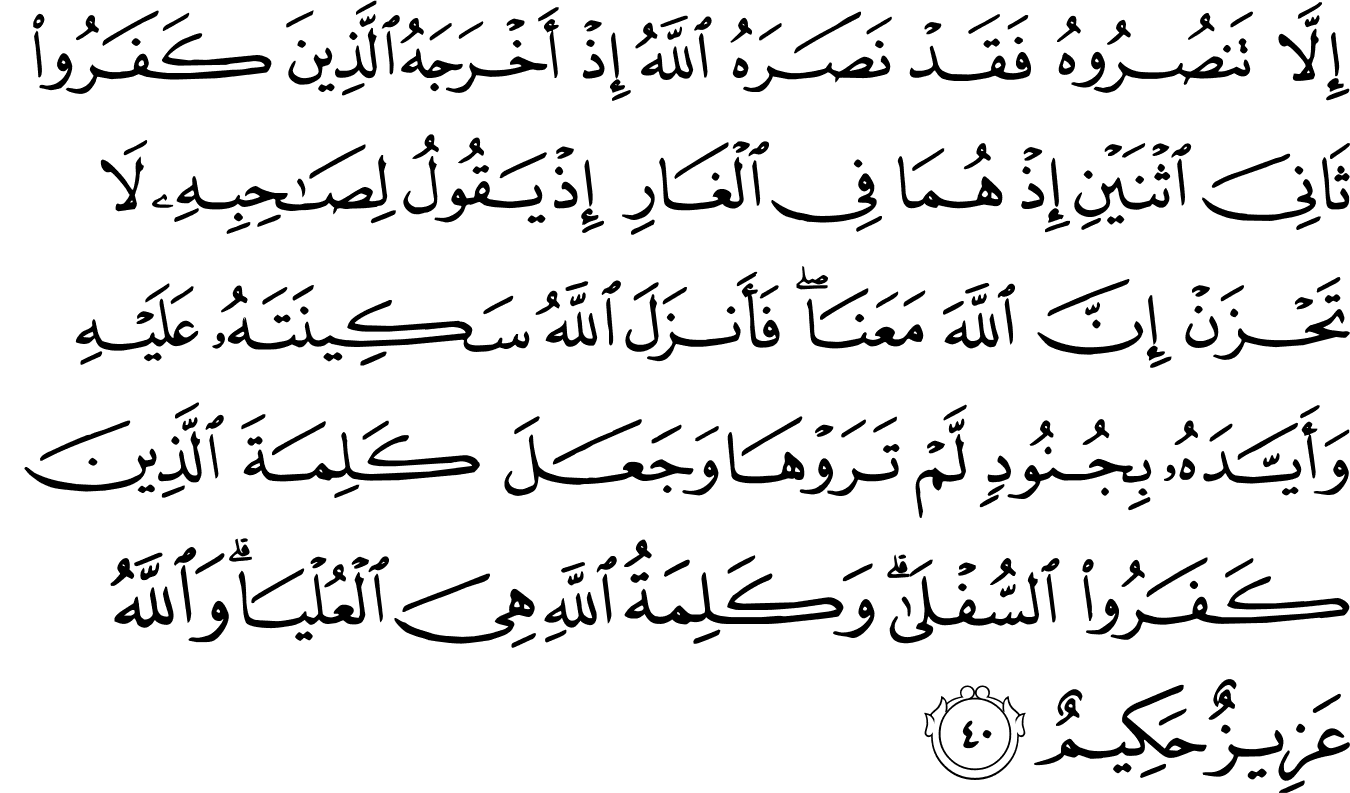 إِلَّا تَنصُرُوهُ فَقَدۡ نَصَرَهُ ٱللَّهُ إِذۡ أَخۡرَجَهُ ٱلَّذِينَ كَفَرُواْ
ثَانِيَ ٱثۡنَيۡنِ إِذۡ هُمَا فِي ٱلۡغَارِ إِذۡ يَقُولُ لِصَٰحِبِهِۦ لَا
تَحۡزَنۡ إِنَّ ٱللَّهَ مَعَنَاۖ فَأَنزَلَ ٱللَّهُ سَكِينَتَهُۥ عَلَيۡهِ
وَأَيَّدَهُۥ بِجُنُودٖ لَّمۡ تَرَوۡهَا وَجَعَلَ كَلِمَةَ ٱلَّذِينَ
كَفَرُواْ ٱلسُّفۡلَىٰۗ وَكَلِمَةُ ٱللَّهِ هِيَ ٱلۡعُلۡيَاۗ وَٱللَّهُ
عَزِيزٌ حَكِيمٌ ٤٠